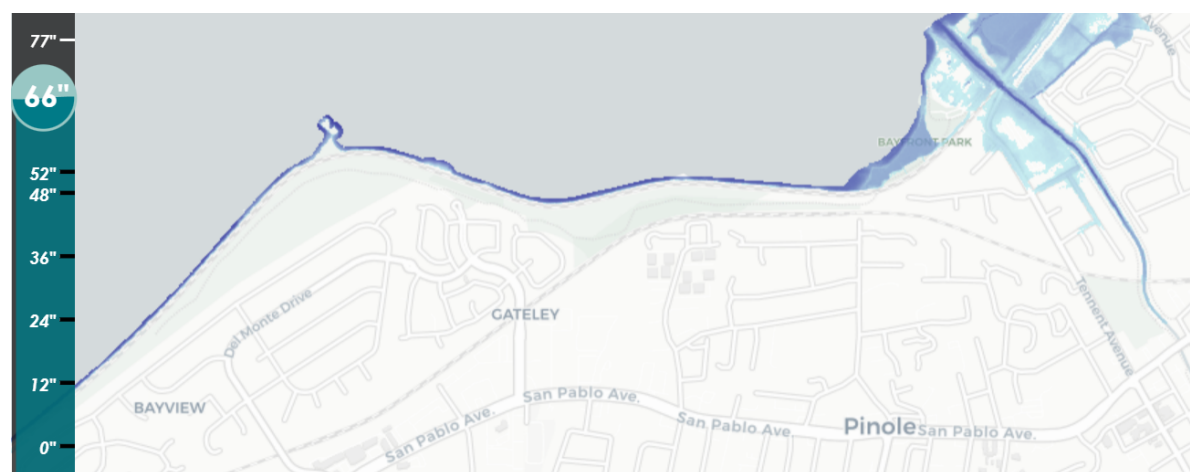 77"
66"
52"
48"
36"
24"
12"
0"
Avenue
BAYFRONT PARK
Del Monte Drive
GATELEY
Tennent Avenue
BAYVIEW
San Pablo Ave.
San Pablo Ave.
San Pablo Ave.
Pinole
San Pablo Ave.